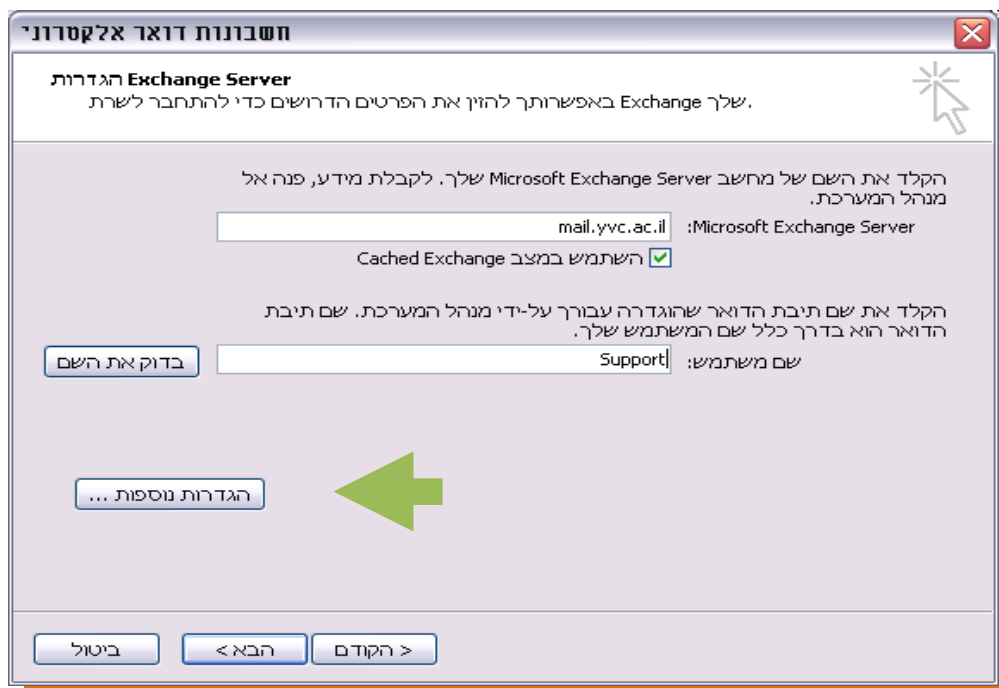 חשבונות דואר אלקטרוני
הגדרות Exchange Server
שלך Exchange באפשרותך להזין את הפרטים הדרושים כדי להתחבר לשרת.
הקלד את השם של מחשב Microsoft Exchange Server שלך. לקבלת מידע, פנה אל
מנהל המערכת.
Microsoft Exchange Server: mail.yvc.ac.il
השתמש במצב Cached Exchange
הקלד את שם תיבת הדואר שהוגדרה עבורך על-ידי מנהל המערכת. שם תיבת
הדואר הוא בדרך כלל שם המשתמש שלך.
שם משתמש: Support בדוק את השם
הגדרות נוספות ...
< הקודם הבא > ביטול